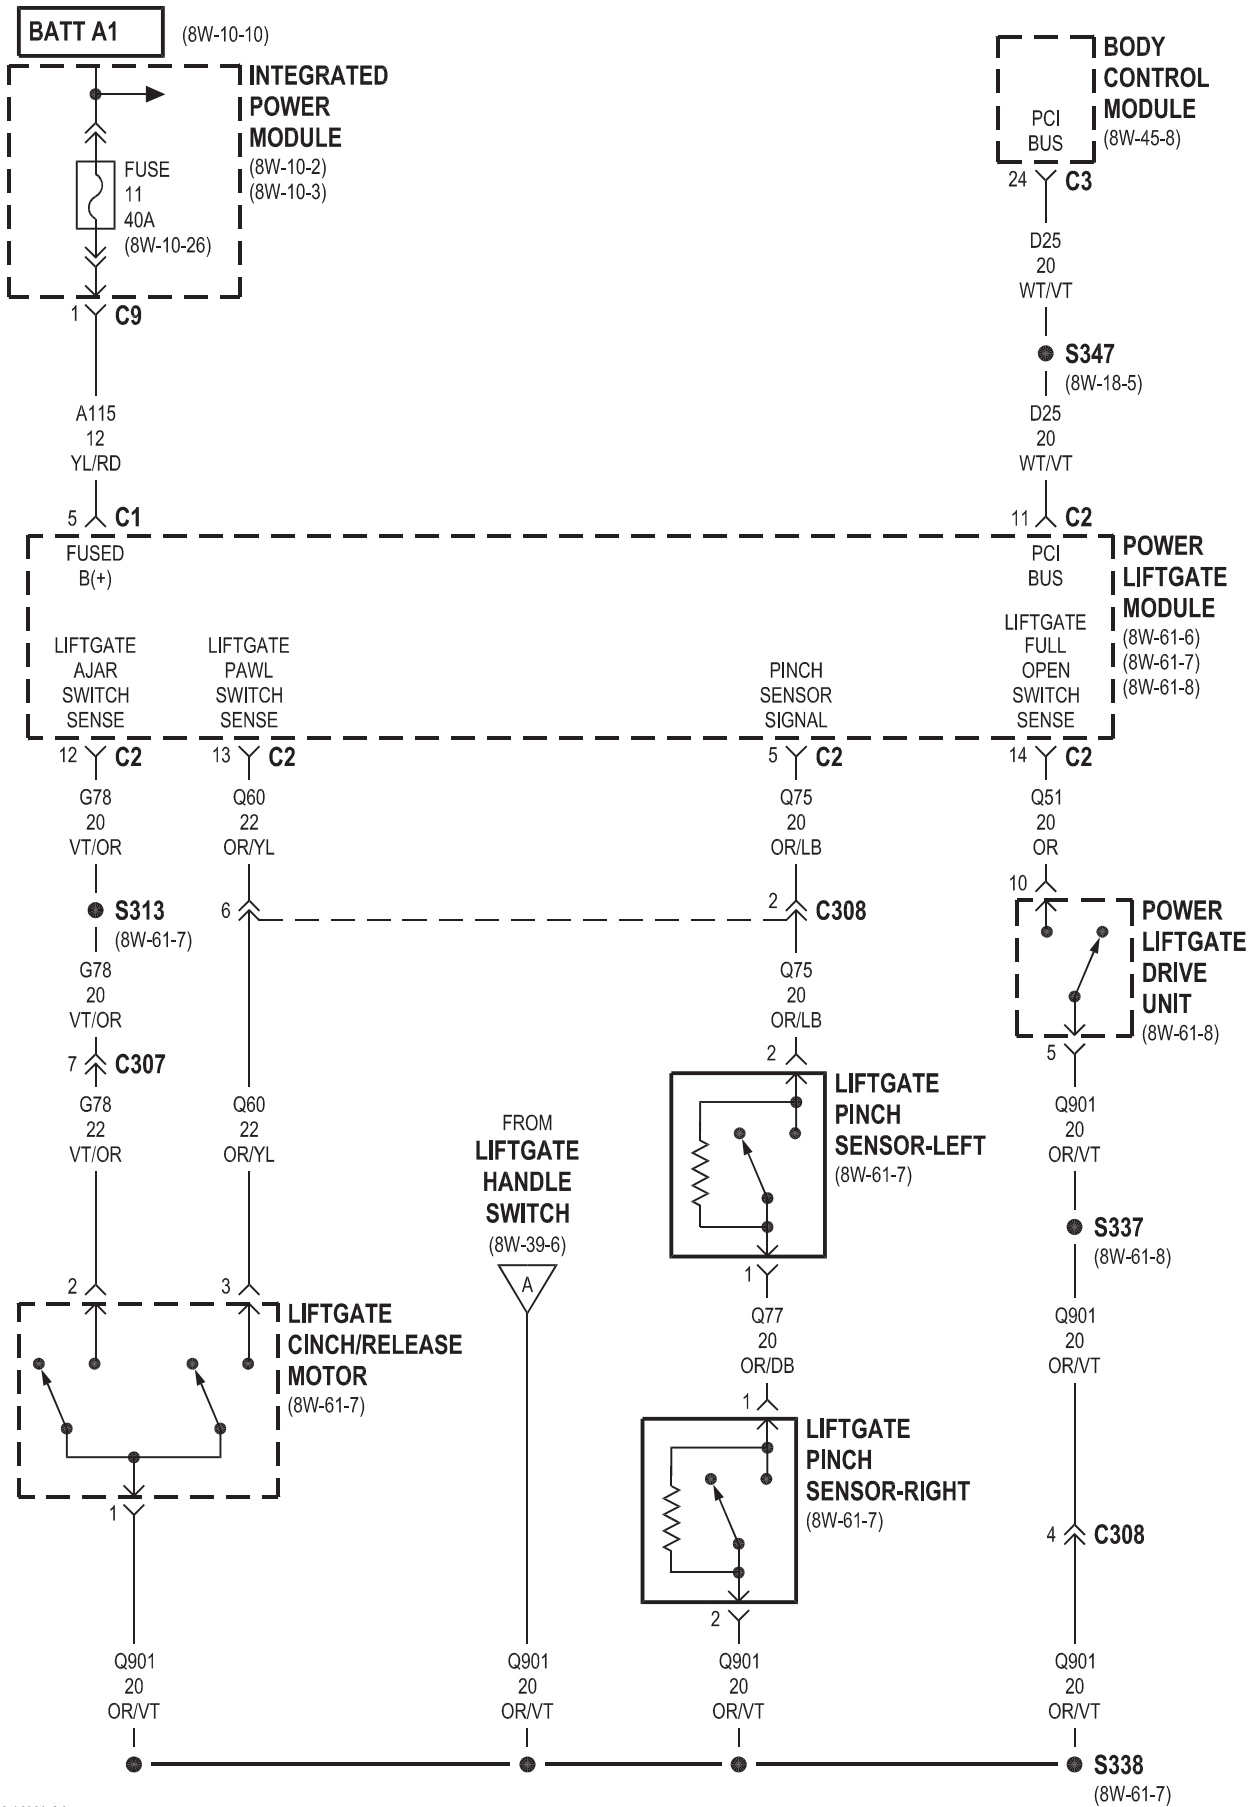 BATT A1
(8W-10-10)
INTEGRATED
POWER
MODULE
(8W-10-2)
(8W-10-3)
FUSE
11
40A
(8W-10-26)
1
C9
A115
12
YL/RD
5
C1
BODY
CONTROL
MODULE
(8W-45-8)
PCI
BUS
24
C3
D25
20
WT/VT
S347
(8W-18-5)
D25
20
WT/VT
11
C2
FUSED
B(+)
PCI
BUS
POWER
LIFTGATE
MODULE
(8W-61-6)
(8W-61-7)
(8W-61-8)
LIFTGATE
AJAR
SWITCH
SENSE
LIFTGATE
PAWL
SWITCH
SENSE
PINCH
SENSOR
SIGNAL
LIFTGATE
FULL
OPEN
SWITCH
SENSE
12
C2
13
C2
5
C2
14
C2
G78
20
VT/OR
S313
(8W-61-7)
G78
20
VT/OR
7
C307
G78
22
VT/OR
2
Q60
22
OR/YL
6
Q60
22
OR/YL
3
LIFTGATE
CINCH/RELEASE
MOTOR
(8W-61-7)
1
Q901
20
OR/VT
FROM
LIFTGATE
HANDLE
SWITCH
(8W-39-6)
A
Q901
20
OR/VT
Q75
20
OR/LB
2
C308
Q75
20
OR/LB
2
LIFTGATE
PINCH
SENSOR-LEFT
(8W-61-7)
1
Q77
20
OR/DB
1
LIFTGATE
PINCH
SENSOR-RIGHT
(8W-61-7)
2
Q901
20
OR/VT
Q51
20
OR
10
POWER
LIFTGATE
DRIVE
UNIT
(8W-61-8)
5
Q901
20
OR/VT
S337
(8W-61-8)
Q901
20
OR/VT
4
C308
Q901
20
OR/VT
S338
(8W-61-7)